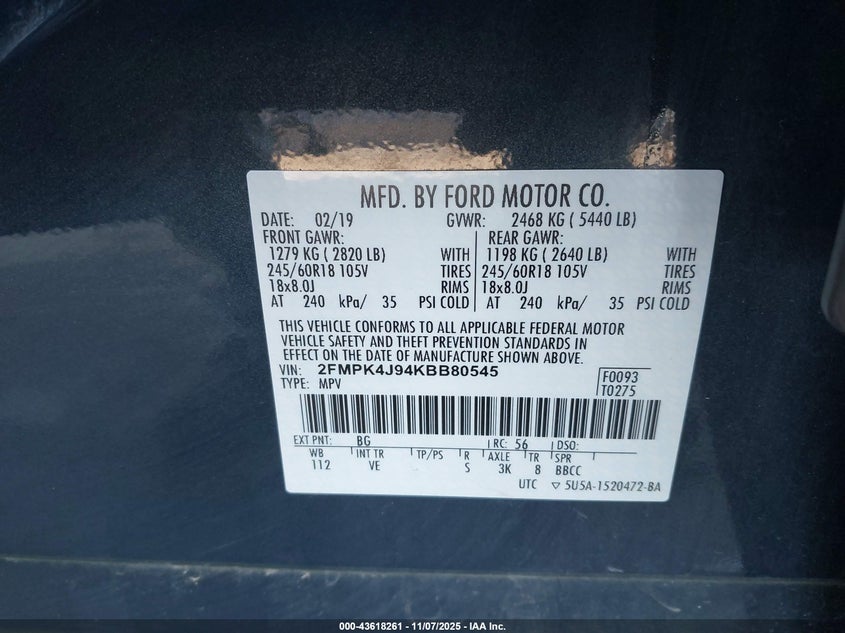 MFD. BY FORD MOTOR CO.
DATE: 02/19 GVWR: 2468 KG ( 5440 LB)
FRONT GAWR: REAR GAWR:
1279 KG ( 2820 LB) WITH 1198 KG ( 2640 LB) WITH
245/60R18 105V TIRES 245/60R18 105V TIRES
18x8.0J RIMS 18x8.0J RIMS
AT 240 kPa/ 35 PSI COLD AT 240 kPa/ 35 PSI COLD
THIS VEHICLE CONFORMS TO ALL APPLICABLE FEDERAL MOTOR
VEHICLE SAFETY AND THEFT PREVENTION STANDARDS IN
EFFECT ON THE DATE OF MANUFACTURE SHOWN ABOVE.
VIN: 2FMPK4J94KBB80545 F0093
TYPE: MPV T0275
EXT PNT: BG RC: 56 DSO:
WB INT TR TP/PS R AXLE TR SPR
112 VE S 3K 8 BBCC
UTC ▽ 5U5A-1520472-BA
000-43618261 - 11/07/2025 - IAA Inc.